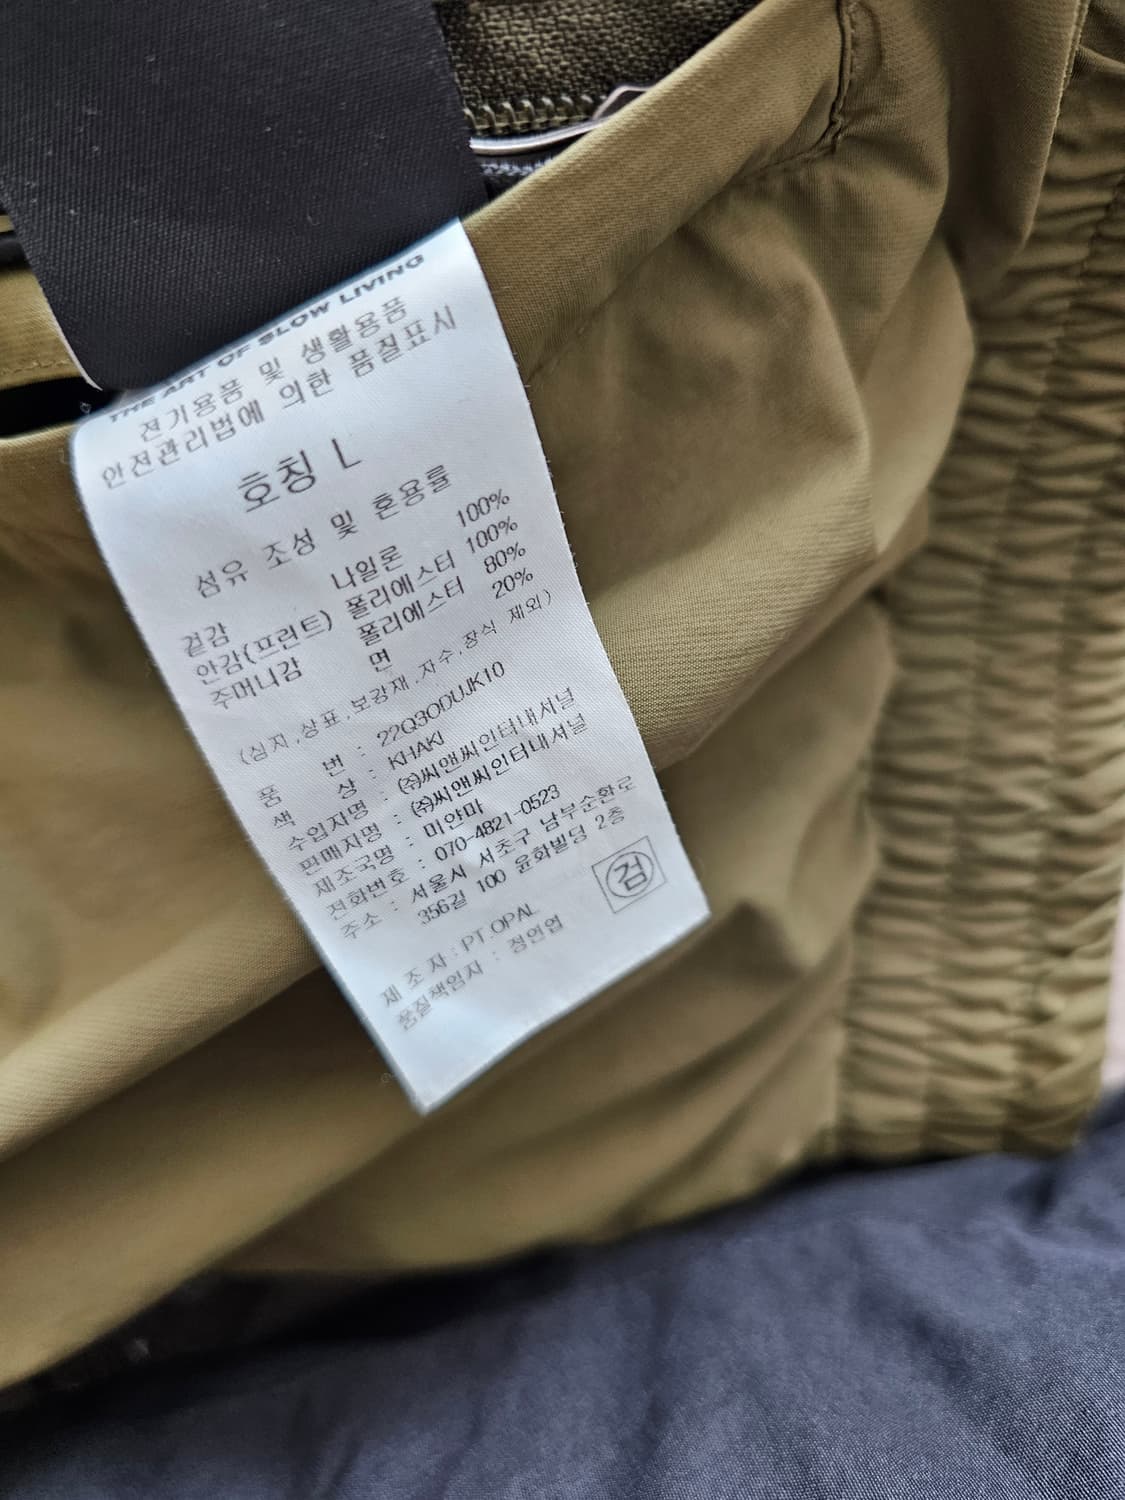 THE ART OF SLOW LIVING
전기용품 및 생활용품
안전관리법에 의한 품질표시
호칭 L
섬유 조성 및 혼용률
겉감 나일론 100%
안감(프린트) 폴리에스터 100%
주머니감 폴리에스터 80%
면 20%
(심지,상표,보강재,자수,장식 제외)
품 번 : 22Q3ODUJK10
색 상 : KHAKI
수입자명 : ㈜씨앤씨인터내셔널
판매자명 : ㈜씨앤씨인터내셔널
제조국명 : 미얀마
전화번호 : 070-4821-0523
주소 : 서울시 서초구 남부순환로
356길 100 윤화빌딩 2층
검
제 조 자 : PT.OPAL
품질책임자 : 정연엽